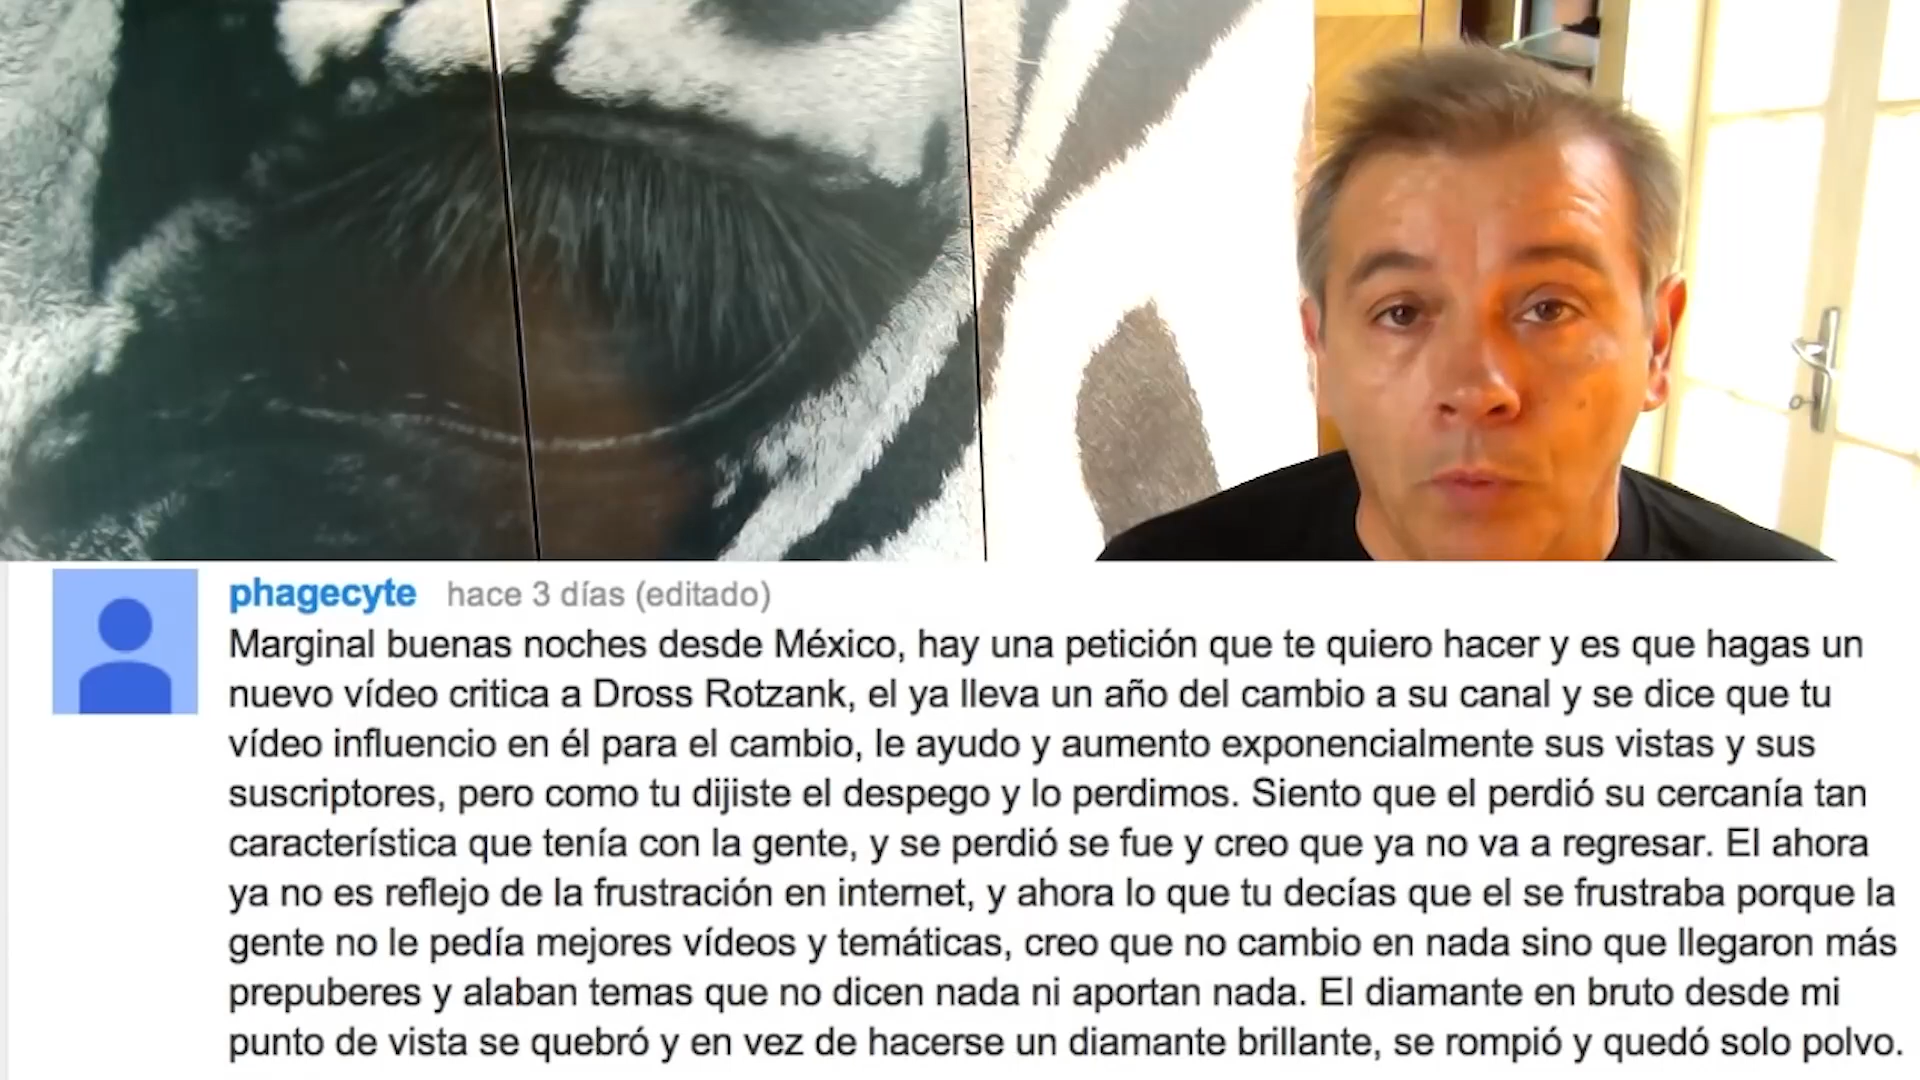 phagecyte hace 3 días (editado)
Marginal buenas noches desde México, hay una petición que te quiero hacer y es que hagas un
nuevo vídeo critica a Dross Rotzank, el ya lleva un año del cambio a su canal y se dice que tu
vídeo influencio en él para el cambio, le ayudo y aumento exponencialmente sus vistas y sus
suscriptores, pero como tu dijiste el despego y lo perdimos. Siento que el perdió su cercanía tan
característica que tenía con la gente, y se perdió se fue y creo que ya no va a regresar. El ahora
ya no es reflejo de la frustración en internet, y ahora lo que tu decías que el se frustraba porque la
gente no le pedía mejores vídeos y temáticas, creo que no cambio en nada sino que llegaron más
prepuberes y alaban temas que no dicen nada ni aportan nada. El diamante en bruto desde mi
punto de vista se quebró y en vez de hacerse un diamante brillante, se rompió y quedó solo polvo.